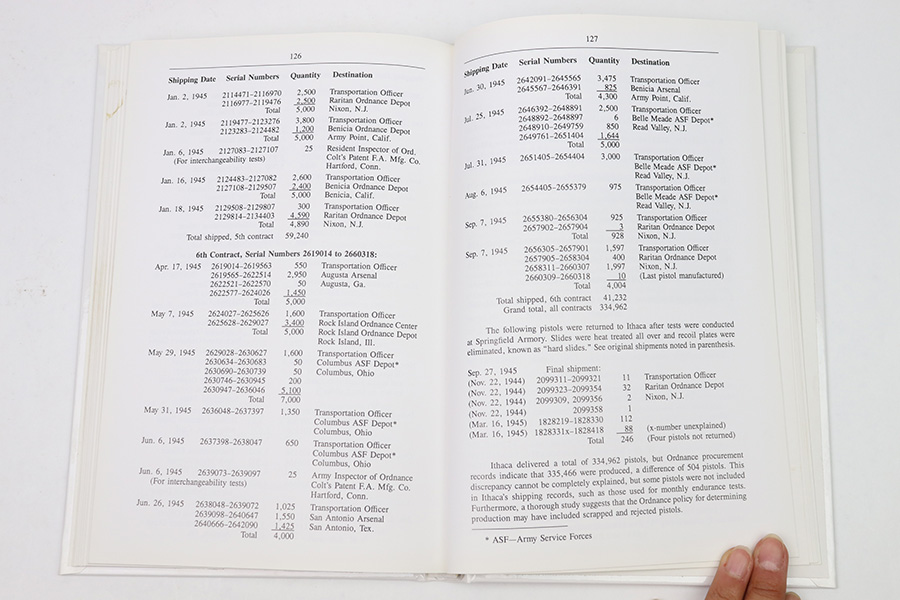 126
Shipping Date Serial Numbers Quantity Destination
Jan. 2, 1945 2114471–2116970 2,500 Transportation Officer
2116977–2119476 2,500 Raritan Ordnance Depot
Total 5,000 Nixon, N.J.
Jan. 2, 1945 2119477–2123276 3,800 Transportation Officer
2123283–2124482 1,200 Benicia Ordnance Depot
Total 5,000 Army Point, Calif.
Jan. 6, 1945 2127083–2127107 25 Resident Inspector of Ord.
(For interchangeability tests) Colt's Patent F.A. Mfg. Co.
Hartford, Conn.
Jan. 16, 1945 2124483–2127082 2,600 Transportation Officer
2127108–2129507 2,400 Benicia Ordnance Depot
Total 5,000 Benicia, Calif.
Jan. 18, 1945 2129508–2129807 300 Transportation Officer
2129814–2134403 4,590 Raritan Ordnance Depot
Total 4,890 Nixon, N.J.
Total shipped, 5th contract 59,240
6th Contract, Serial Numbers 2619014 to 2660318:
Apr. 17, 1945 2619014–2619563 550 Transportation Officer
2619565–2622514 2,950 Augusta Arsenal
2622521–2622570 50 Augusta, Ga.
2622577–2624026 1,450
Total 5,000
May 7, 1945 2624027–2625626 1,600 Transportation Officer
2625628–2629027 3,400 Rock Island Ordnance Center
Total 5,000 Rock Island Ordnance Depot
Rock Island, Ill.
May 29, 1945 2629028–2630627 1,600 Transportation Officer
2630634–2630683 50 Columbus ASF Depot*
2630690–2630739 50 Columbus, Ohio
2630746–2630945 200
2630947–2636046 5,100
Total 7,000
May 31, 1945 2636048–2637397 1,350 Transportation Officer
Columbus ASF Depot*
Columbus, Ohio
Jun. 6, 1945 2637398–2638047 650 Transportation Officer
Columbus ASF Depot*
Columbus, Ohio
Jun. 6, 1945 2639073–2639097 25 Army Inspector of Ordnance
(For interchangeability tests) Colt's Patent F.A. Mfg. Co.
Hartford, Conn.
Jun. 26, 1945 2638048–2639072 1,025 Transportation Officer
2639098–2640647 1,550 San Antonio Arsenal
2640666–2642090 1,425 San Antonio, Tex.
Total 4,000
127
Shipping Date Serial Numbers Quantity Destination
Jun. 30, 1945 2642091–2645565 3,475 Transportation Officer
2645567–2646391 825 Benicia Arsenal
Total 4,300 Army Point, Calif.
Jul. 25, 1945 2646392–2648891 2,500 Transportation Officer
2648892–2648897 6 Belle Meade ASF Depot*
2648910–2649759 850 Read Valley, N.J.
2649761–2651404 1,644
Total 5,000
Jul. 31, 1945 2651405–2654404 3,000 Transportation Officer
Belle Meade ASF Depot*
Read Valley, N.J.
Aug. 6, 1945 2654405–2655379 975 Transportation Officer
Belle Meade ASF Depot*
Read Valley, N.J.
Sep. 7, 1945 2655380–2656304 925 Transportation Officer
2657902–2657904 3 Raritan Ordnance Depot
Total 928 Nixon, N.J.
Sep. 7, 1945 2656305–2657901 1,597 Transportation Officer
2657905–2658304 400 Raritan Ordnance Depot
2658311–2660307 1,997 Nixon, N.J.
2660309–2660318 10 (Last pistol manufactured)
Total 4,004
Total shipped, 6th contract 41,232
Grand total, all contracts 334,962
The following pistols were returned to Ithaca after tests were conducted
at Springfield Armory. Slides were heat treated all over and recoil plates were
eliminated, known as "hard slides." See original shipments noted in parenthesis.
Sep. 27, 1945 Final shipment:
(Nov. 22, 1944) 2099311–2099321 11 Transportation Officer
(Nov. 22, 1944) 2099323–2099354 32 Raritan Ordnance Depot
(Nov. 22, 1944) 2099309, 2099356 2 Nixon, N.J.
(Nov. 22, 1944) 2099358 1
(Mar. 16, 1945) 1828219–1828330 112
(Mar. 16, 1945) 1828331x–1828418 88 (x-number unexplained)
Total 246 (Four pistols not returned)
Ithaca delivered a total of 334,962 pistols, but Ordnance procurement
records indicate that 335,466 were produced, a difference of 504 pistols. This
discrepancy cannot be completely explained, but some pistols were not included
in Ithaca's shipping records, such as those used for monthly endurance tests.
Furthermore, a thorough study suggests that the Ordnance policy for determining
production may have included scrapped and rejected pistols.
* ASF—Army Service Forces